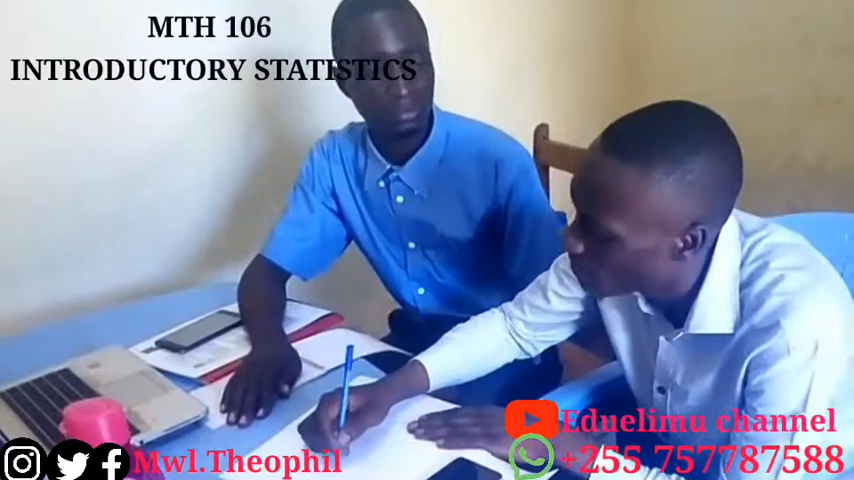 MTH 106
INTRODUCTORY STATISTICS
Eduelimu channel
Mwl.Theophil
+255 757787588